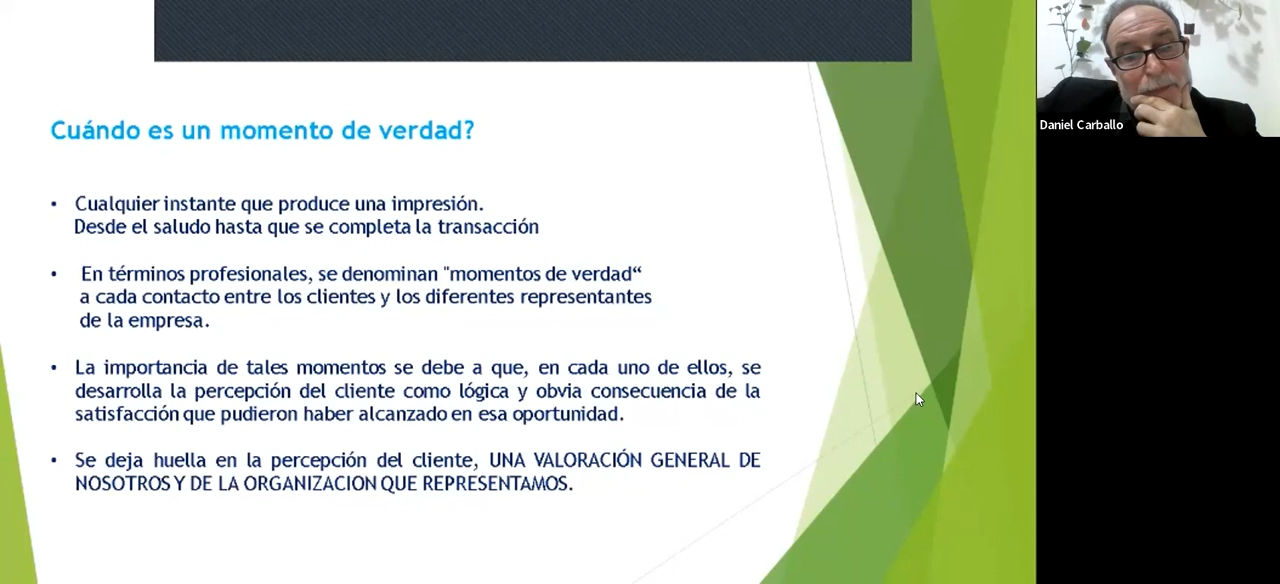 Cuándo es un momento de verdad?
• Cualquier instante que produce una impresión.
Desde el saludo hasta que se completa la transacción
• En términos profesionales, se denominan "momentos de verdad“
a cada contacto entre los clientes y los diferentes representantes
de la empresa.
• La importancia de tales momentos se debe a que, en cada uno de ellos, se
desarrolla la percepción del cliente como lógica y obvia consecuencia de la
satisfacción que pudieron haber alcanzado en esa oportunidad.
• Se deja huella en la percepción del cliente, UNA VALORACIÓN GENERAL DE
NOSOTROS Y DE LA ORGANIZACION QUE REPRESENTAMOS.
Daniel Carballo